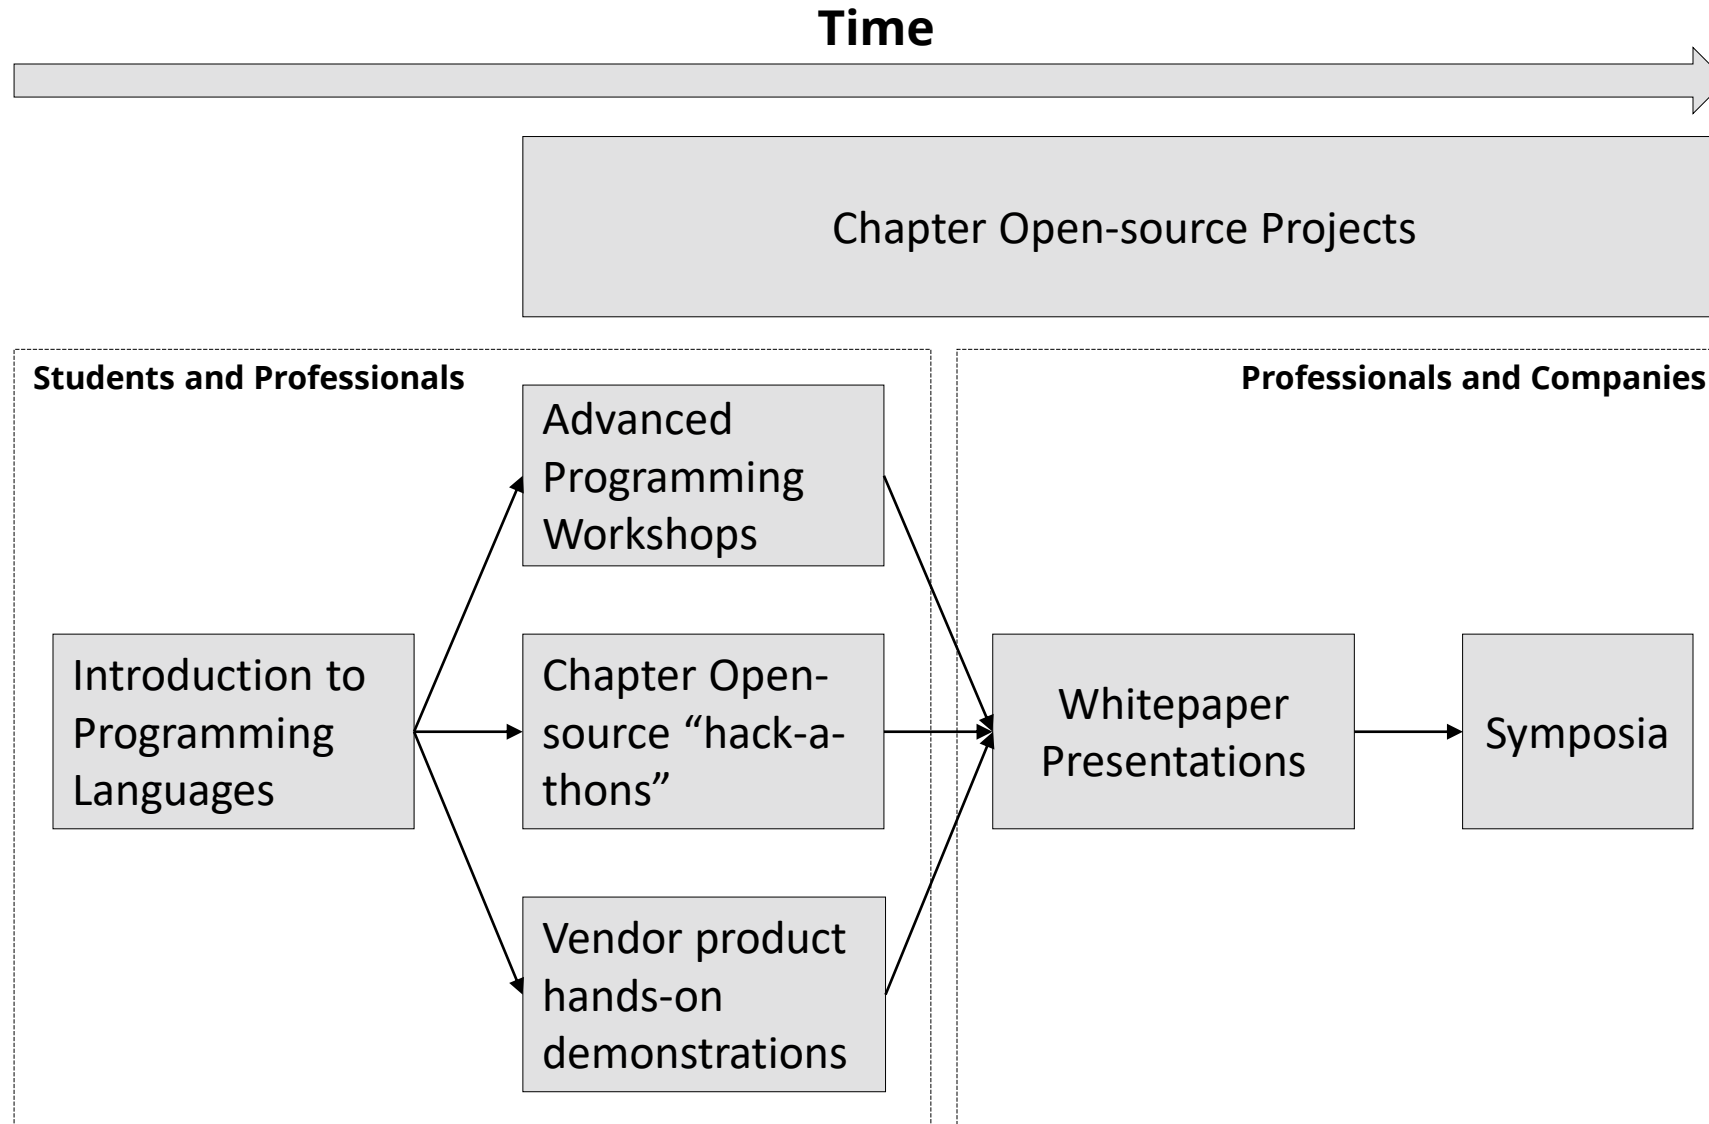 Time
Chapter Open-source Projects
Students and Professionals
Professionals and Companies
Advanced
Programming
Workshops
Introduction to
Programming
Languages
Chapter Open-
source “hack-a-
thons”
Whitepaper
Presentations
Symposia
Vendor product
hands-on
demonstrations